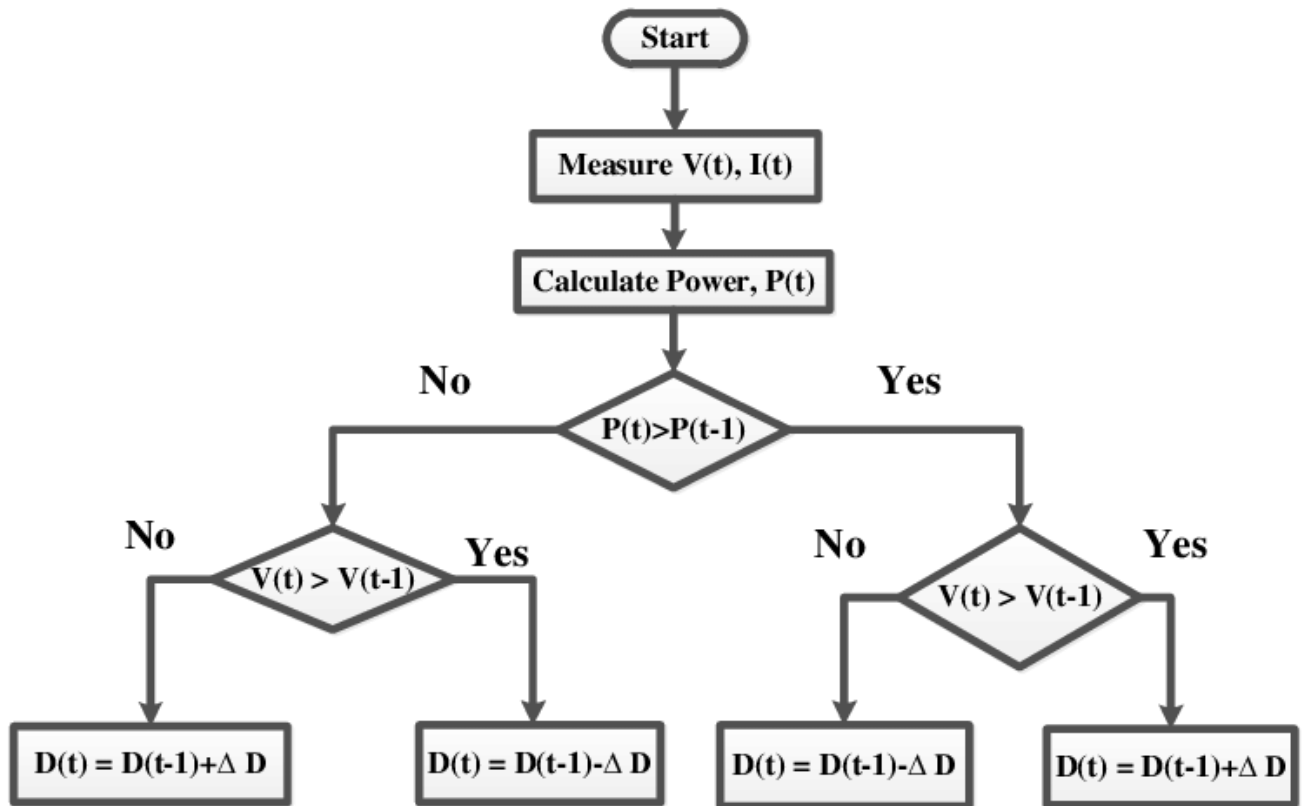 Start
Measure V(t), I(t)
Calculate Power, P(t)
No
Yes
P(t)>P(t-1)
No
Yes
No
Yes
V(t) > V(t-1)
V(t) > V(t-1)
D(t) = D(t-1)+Δ D
D(t) = D(t-1)-Δ D
D(t) = D(t-1)-Δ D
D(t) = D(t-1)+Δ D